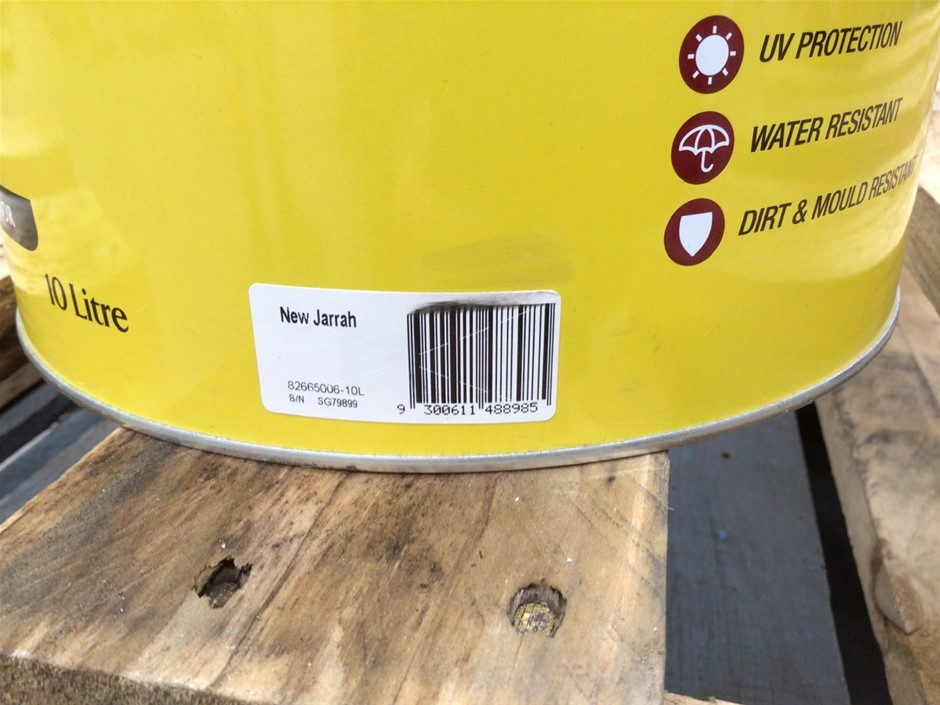 UV PROTECTION
WATER RESISTANT
DIRT & MOULD RESISTANT
10 Litre
New Jarrah
82665006-10L
B/N SG79899
9 300611 488985